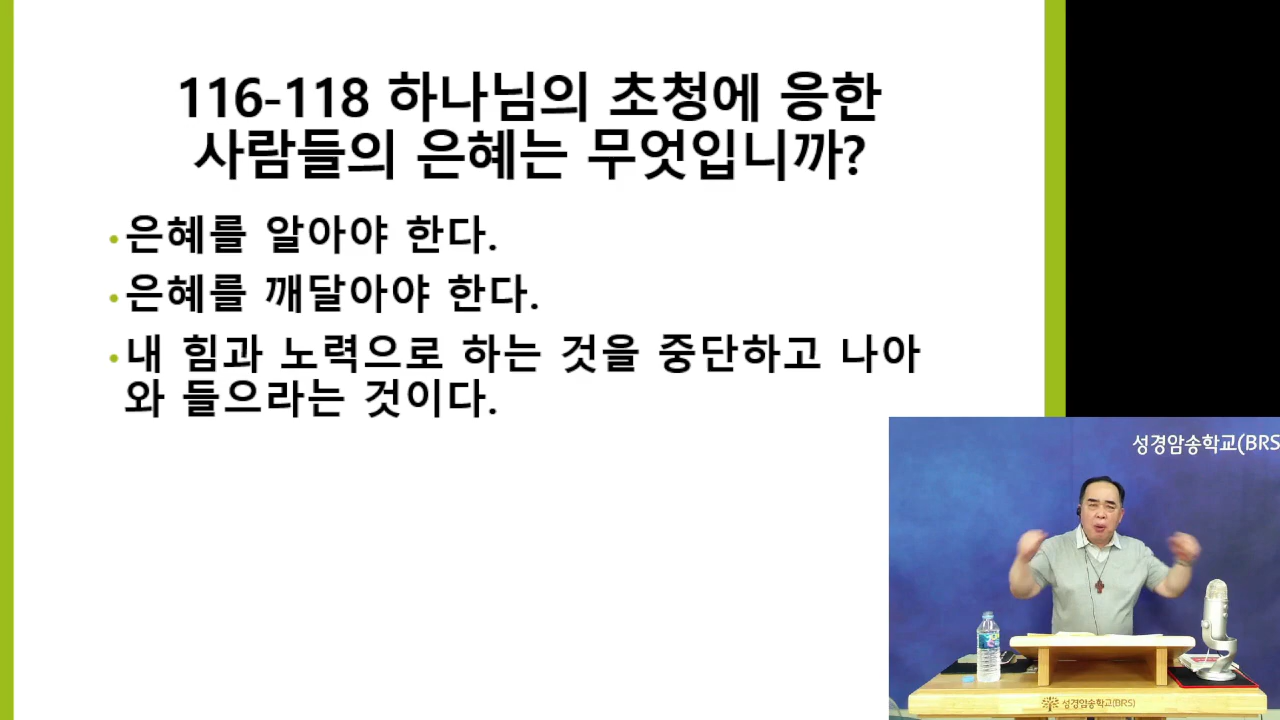 116-118 하나님의 초청에 응한
사람들의 은혜는 무엇입니까?
•은혜를 알아야 한다.
•은혜를 깨달아야 한다.
•내 힘과 노력으로 하는 것을 중단하고 나아
와 들으라는 것이다.
성경암송학교(BRS
성경암송학교(BRS)